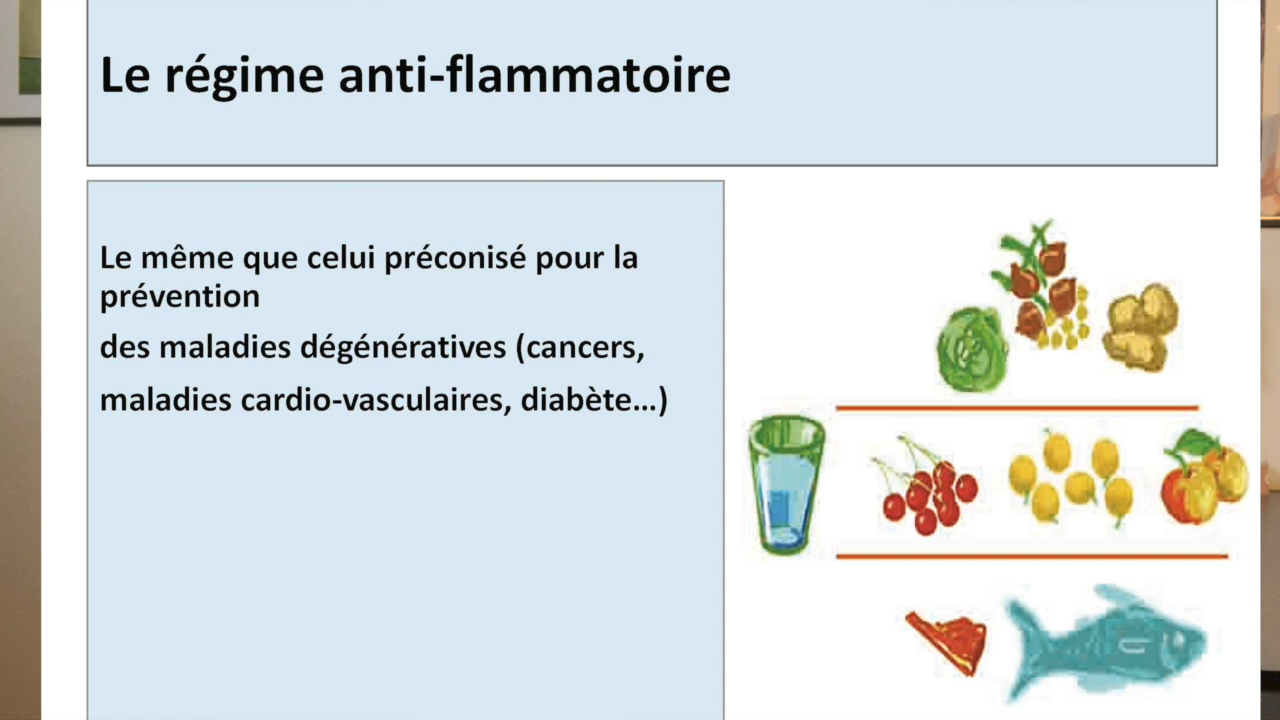 Le régime anti-flammatoire
Le même que celui préconisé pour la
prévention
des maladies dégénératives (cancers,
maladies cardio-vasculaires, diabète...)